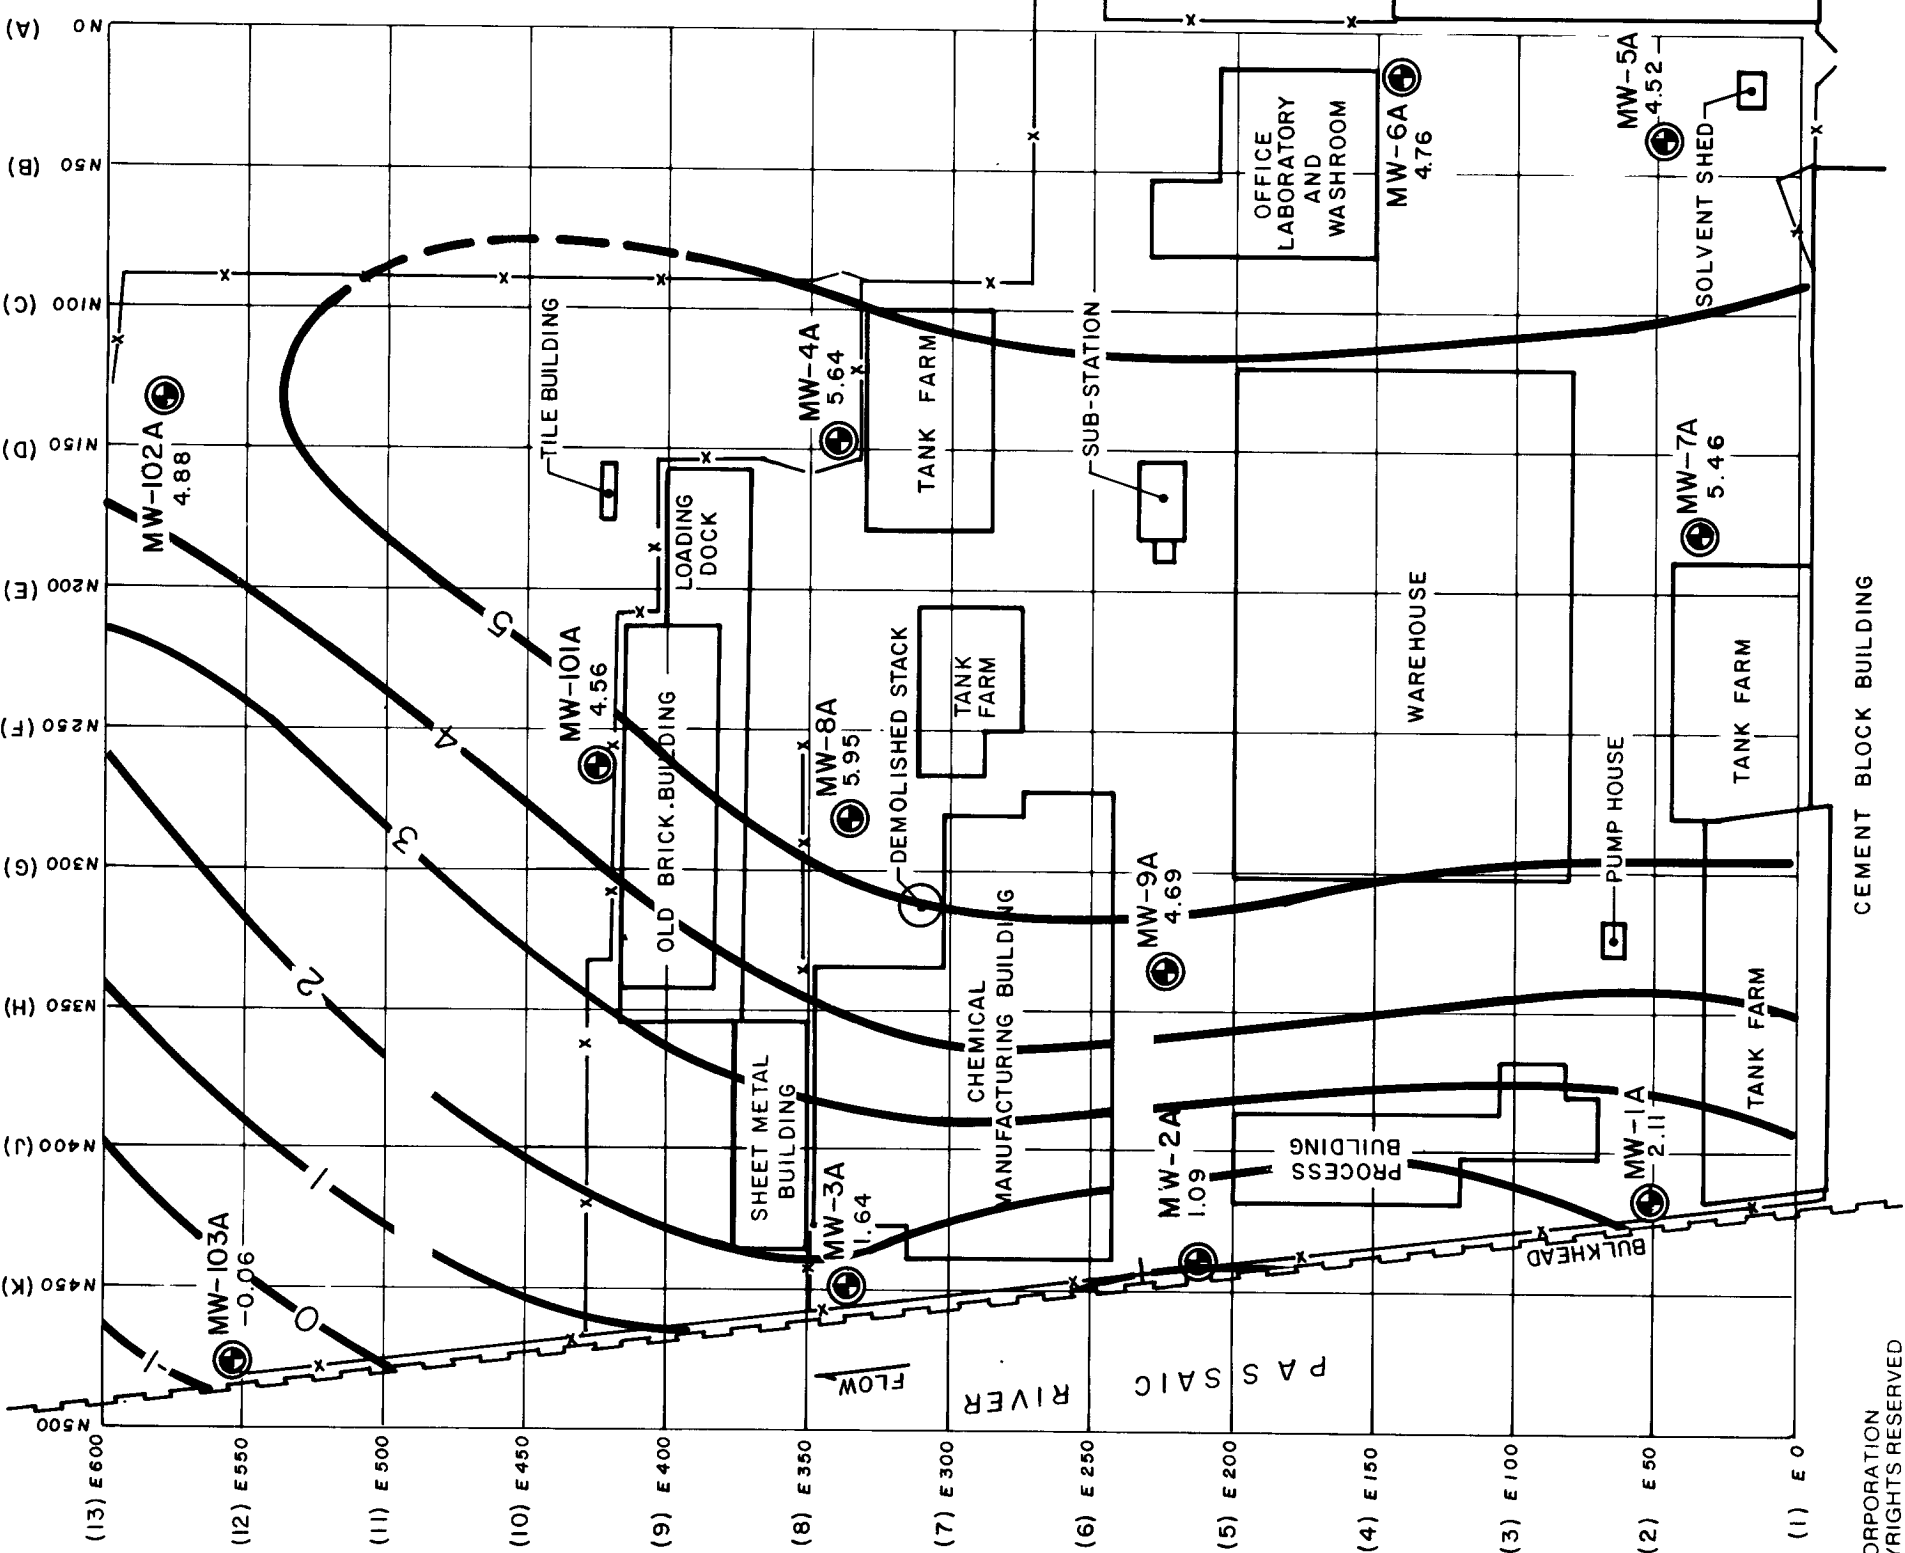 (A) N0
(B) N50
(C) N100
(D) N150
(E) N200
(F) N250
(G) N300
(H) N350
(J) N400
(K) N450
N500
(13) E 600
(12) E 550
(11) E 500
(10) E 450
(9) E 400
(8) E 350
(7) E 300
(6) E 250
(5) E 200
(4) E 150
(3) E 100
(2) E 50
(1) E 0
MW-5A
4.52
MW-6A
4.76
OFFICE
LABORATORY
AND
WASHROOM
SOLVENT SHED
MW-102A
4.88
TILE BUILDING
MW-4A
5.64
TANK FARM
SUB-STATION
MW-7A
5.46
LOADING
DOCK
MW-101A
4.56
OLD BRICK BUILDING
MW-8A
5.95
DEMOLISHED STACK
TANK
FARM
WAREHOUSE
TANK FARM
PUMP HOUSE
CEMENT BLOCK BUILDING
MW-9A
4.69
CHEMICAL
MANUFACTURING BUILDING
TANK FARM
SHEET METAL
BUILDING
MW-3A
1.64
MW-2A
1.09
PROCESS
BUILDING
MW-1A
2.11
MW-103A
-0.06
BULKHEAD
5
4
3
2
1
0
-1
FLOW
PASSAIC
RIVER
ORPORATION
YRIGHTS RESERVED